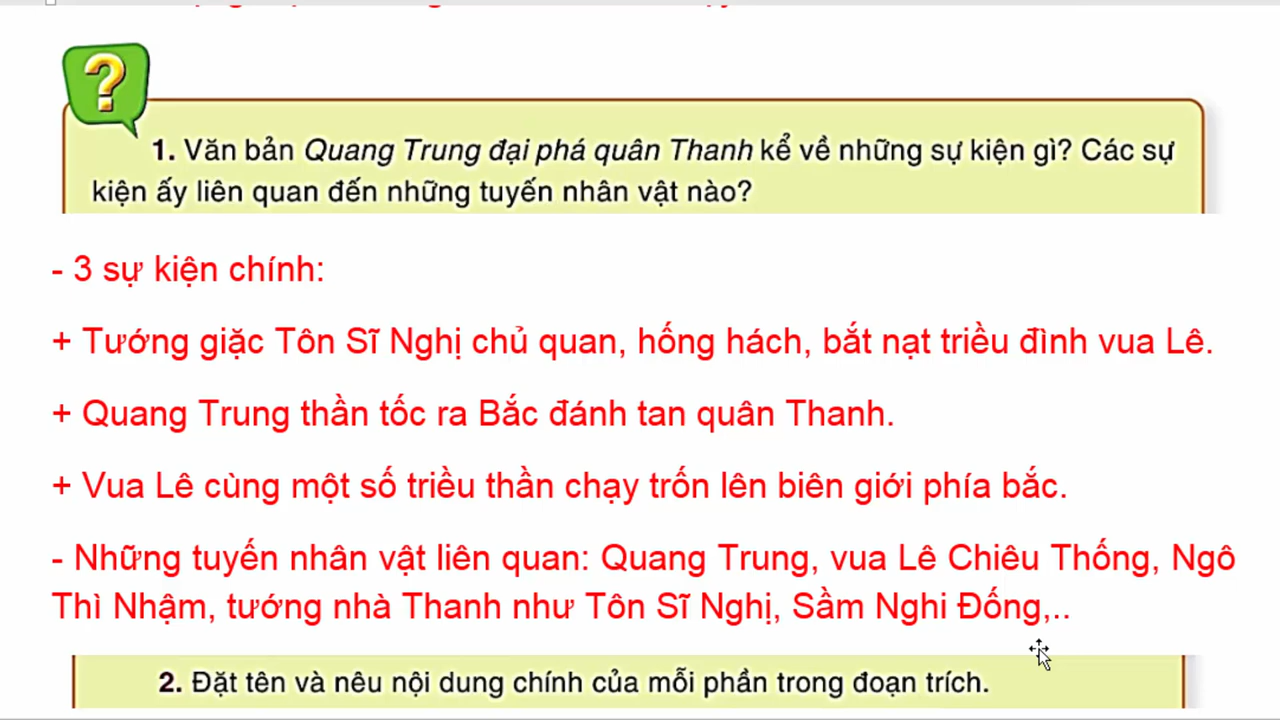 1. Văn bản Quang Trung đại phá quân Thanh kể về những sự kiện gì? Các sự
kiện ấy liên quan đến những tuyến nhân vật nào?
- 3 sự kiện chính:
+ Tướng giặc Tôn Sĩ Nghị chủ quan, hống hách, bắt nạt triều đình vua Lê.
+ Quang Trung thần tốc ra Bắc đánh tan quân Thanh.
+ Vua Lê cùng một số triều thần chạy trốn lên biên giới phía bắc.
- Những tuyến nhân vật liên quan: Quang Trung, vua Lê Chiêu Thống, Ngô
Thì Nhậm, tướng nhà Thanh như Tôn Sĩ Nghị, Sầm Nghi Đống,..
2. Đặt tên và nêu nội dung chính của mỗi phần trong đoạn trích.